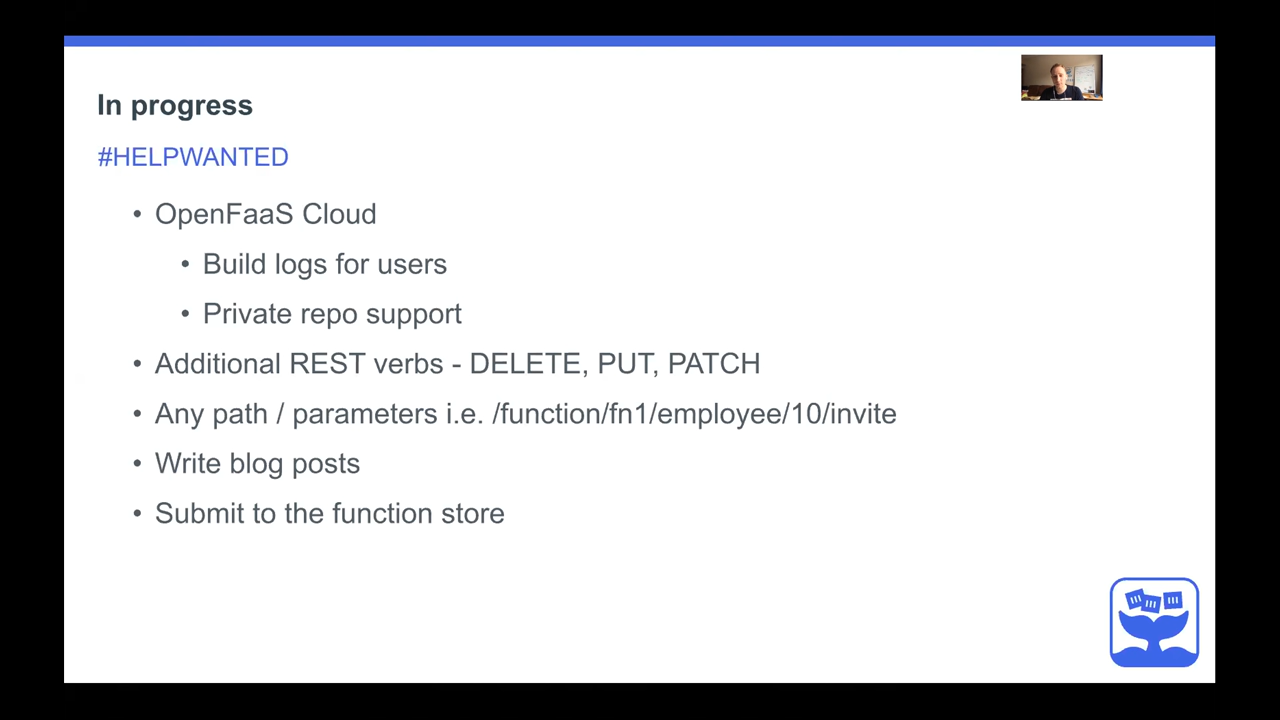 In progress
#HELPWANTED
• OpenFaaS Cloud
• Build logs for users
• Private repo support
• Additional REST verbs - DELETE, PUT, PATCH
• Any path / parameters i.e. /function/fn1/employee/10/invite
• Write blog posts
• Submit to the function store